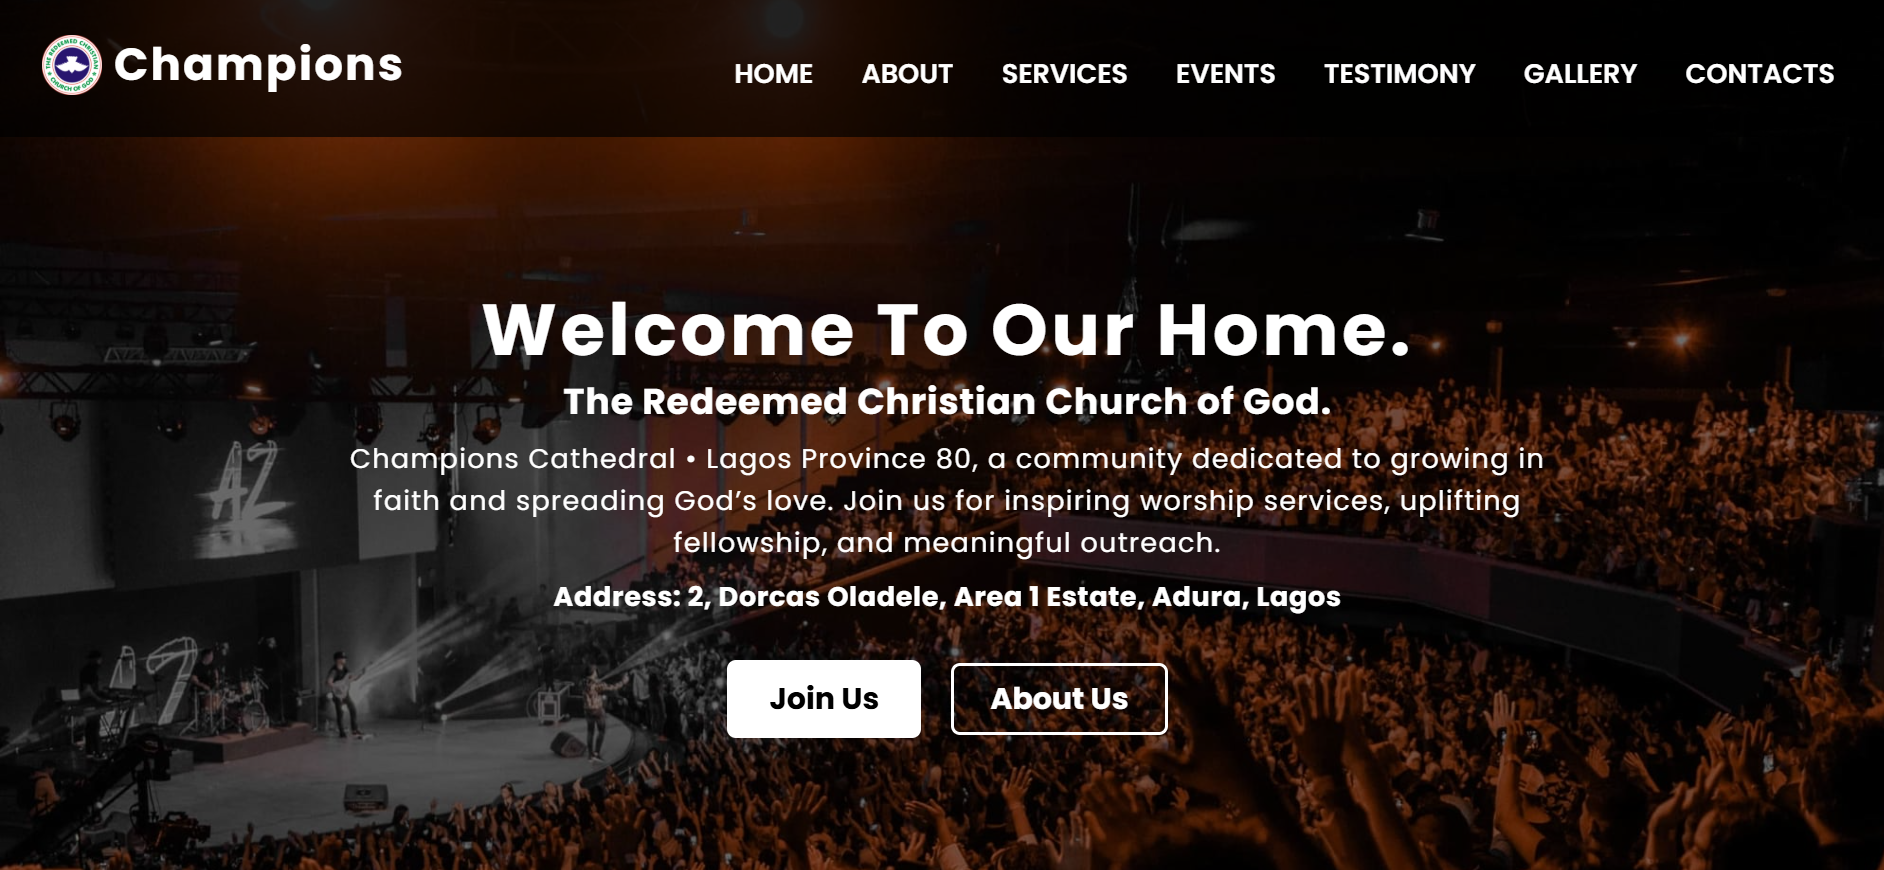 THE REDEEMED CHRISTIAN
CHURCH OF GOD
Champions
HOME
ABOUT
SERVICES
EVENTS
TESTIMONY
GALLERY
CONTACTS
Welcome To Our Home.
The Redeemed Christian Church of God.
Champions Cathedral • Lagos Province 80, a community dedicated to growing in
faith and spreading God’s love. Join us for inspiring worship services, uplifting
fellowship, and meaningful outreach.
Address: 2, Dorcas Oladele, Area 1 Estate, Adura, Lagos
Join Us
About Us